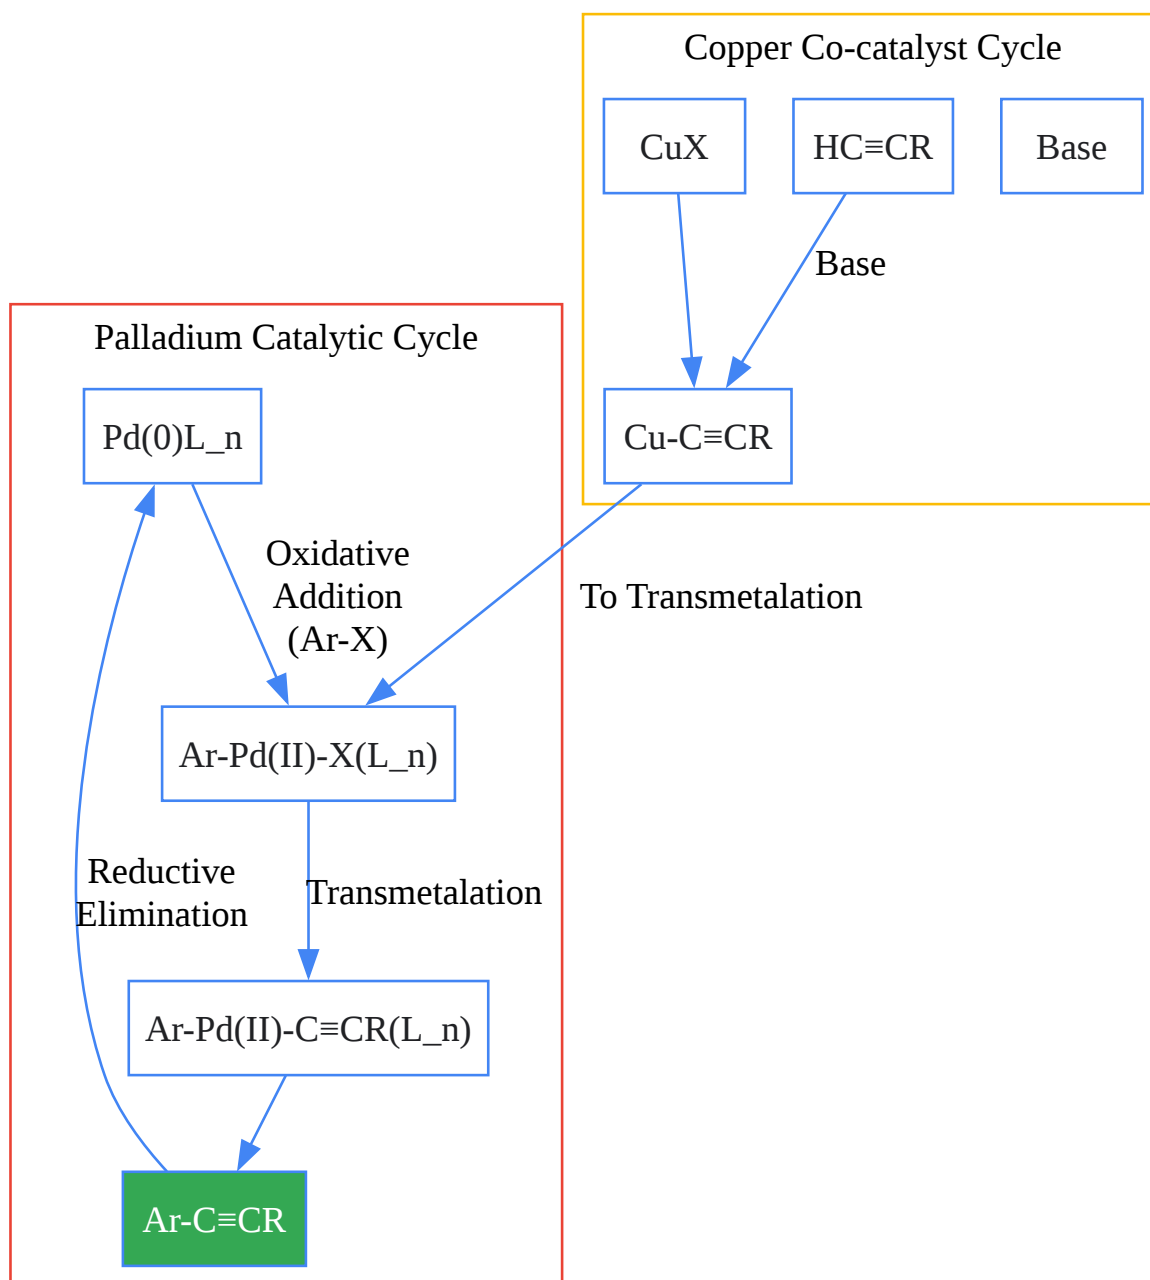 Copper Co-catalyst Cycle
CuX
HC≡CR
Base
Base
Palladium Catalytic Cycle
Pd(0)L_n
Cu-C≡CR
Oxidative
Addition
(Ar-X)
To Transmetalation
Ar-Pd(II)-X(L_n)
Reductive
Elimination
Transmetalation
Ar-Pd(II)-C≡CR(L_n)
Ar-C≡CR